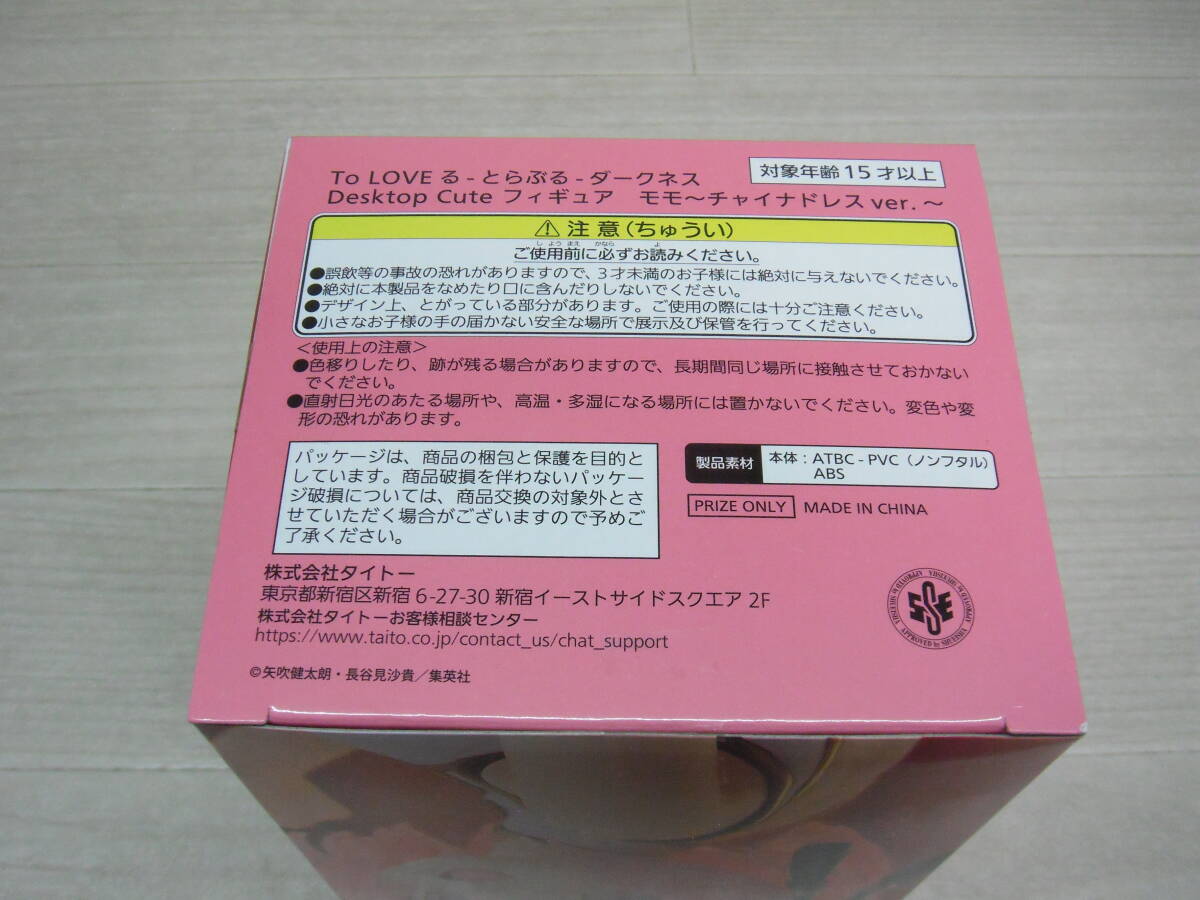 To LOVE る - とらぶる - ダークネス
対象年齢 15 才以上
Desktop Cute フィギュア モモ〜チャイナドレス ver. 〜
⚠ 注意 (ちゅうい)
しよう まえ かなら よ
ご使用前に必ずお読みください。
●誤飲等の事故の恐れがありますので、3才未満のお子様には絶対に与えないでください。
●絶対に本製品をなめたり口に含んだりしないでください。
●デザイン上、とがっている部分があります。ご使用の際には十分ご注意ください。
●小さなお子様の手の届かない安全な場所で展示及び保管を行ってください。
<使用上の注意>
●色移りしたり、跡が残る場合がありますので、長期間同じ場所に接触させておかない
でください。
●直射日光のあたる場所や、高温・多湿になる場所には置かないでください。変色や変
形の恐れがあります。
パッケージは、商品の梱包と保護を目的と
しています。商品破損を伴わないパッケー
ジ破損については、商品交換の対象外とさ
せていただく場合がございますので予めご
了承ください。
製品素材
本体：ATBC - PVC (ノンフタル)
ABS
PRIZE ONLY MADE IN CHINA
株式会社タイトー
東京都新宿区新宿 6-27-30 新宿イーストサイドスクエア 2F
株式会社タイトーお客様相談センター
https://www.taito.co.jp/contact_us/chat_support
©矢吹健太朗・長谷見沙貴／集英社
APPROVED by SHUEISHA